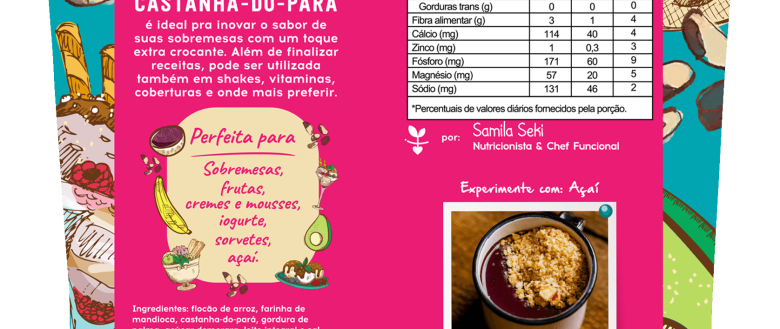 CASTANHA-DO-PARÁ
é ideal pra inovar o sabor de
suas sobremesas com um toque
extra crocante. Além de finalizar
receitas, pode ser utilizada
também em shakes, vitaminas,
coberturas e onde mais preferir.
Perfeita para
Sobremesas,
frutas,
cremes e mousses,
iogurte,
sorvetes,
açaí.
Ingredientes: flocão de arroz, farinha de
mandioca, castanha-do-pará, gordura de
Gorduras trans (g) 0 0 0
Fibra alimentar (g) 3 1 4
Cálcio (mg) 114 40 4
Zinco (mg) 1 0,3 3
Fósforo (mg) 171 60 9
Magnésio (mg) 57 20 5
Sódio (mg) 131 46 2
*Percentuais de valores diários fornecidos pela porção.
por: Samila Seki
Nutricionista & Chef Funcional
Experimente com: Açaí